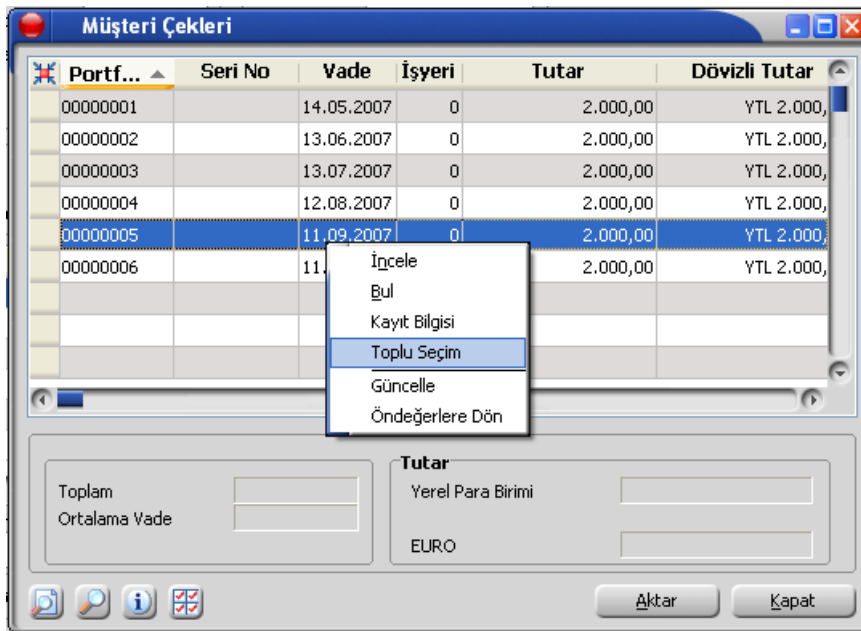 Müşteri Çekleri
Portf... Seri No Vade İşyeri Tutar Dövizli Tutar
00000001 14.05.2007 0 2.000,00 YTL 2.000,
00000002 13.06.2007 0 2.000,00 YTL 2.000,
00000003 13.07.2007 0 2.000,00 YTL 2.000,
00000004 12.08.2007 0 2.000,00 YTL 2.000,
00000005 11.09.2007 0 2.000,00 YTL 2.000,
00000006 11. 2.000,00 YTL 2.000,
İncele
Bul
Kayıt Bilgisi
Toplu Seçim
Güncelle
Öndeğerlere Dön
Toplam
Ortalama Vade
Tutar
Yerel Para Birimi
EURO
Aktar Kapat